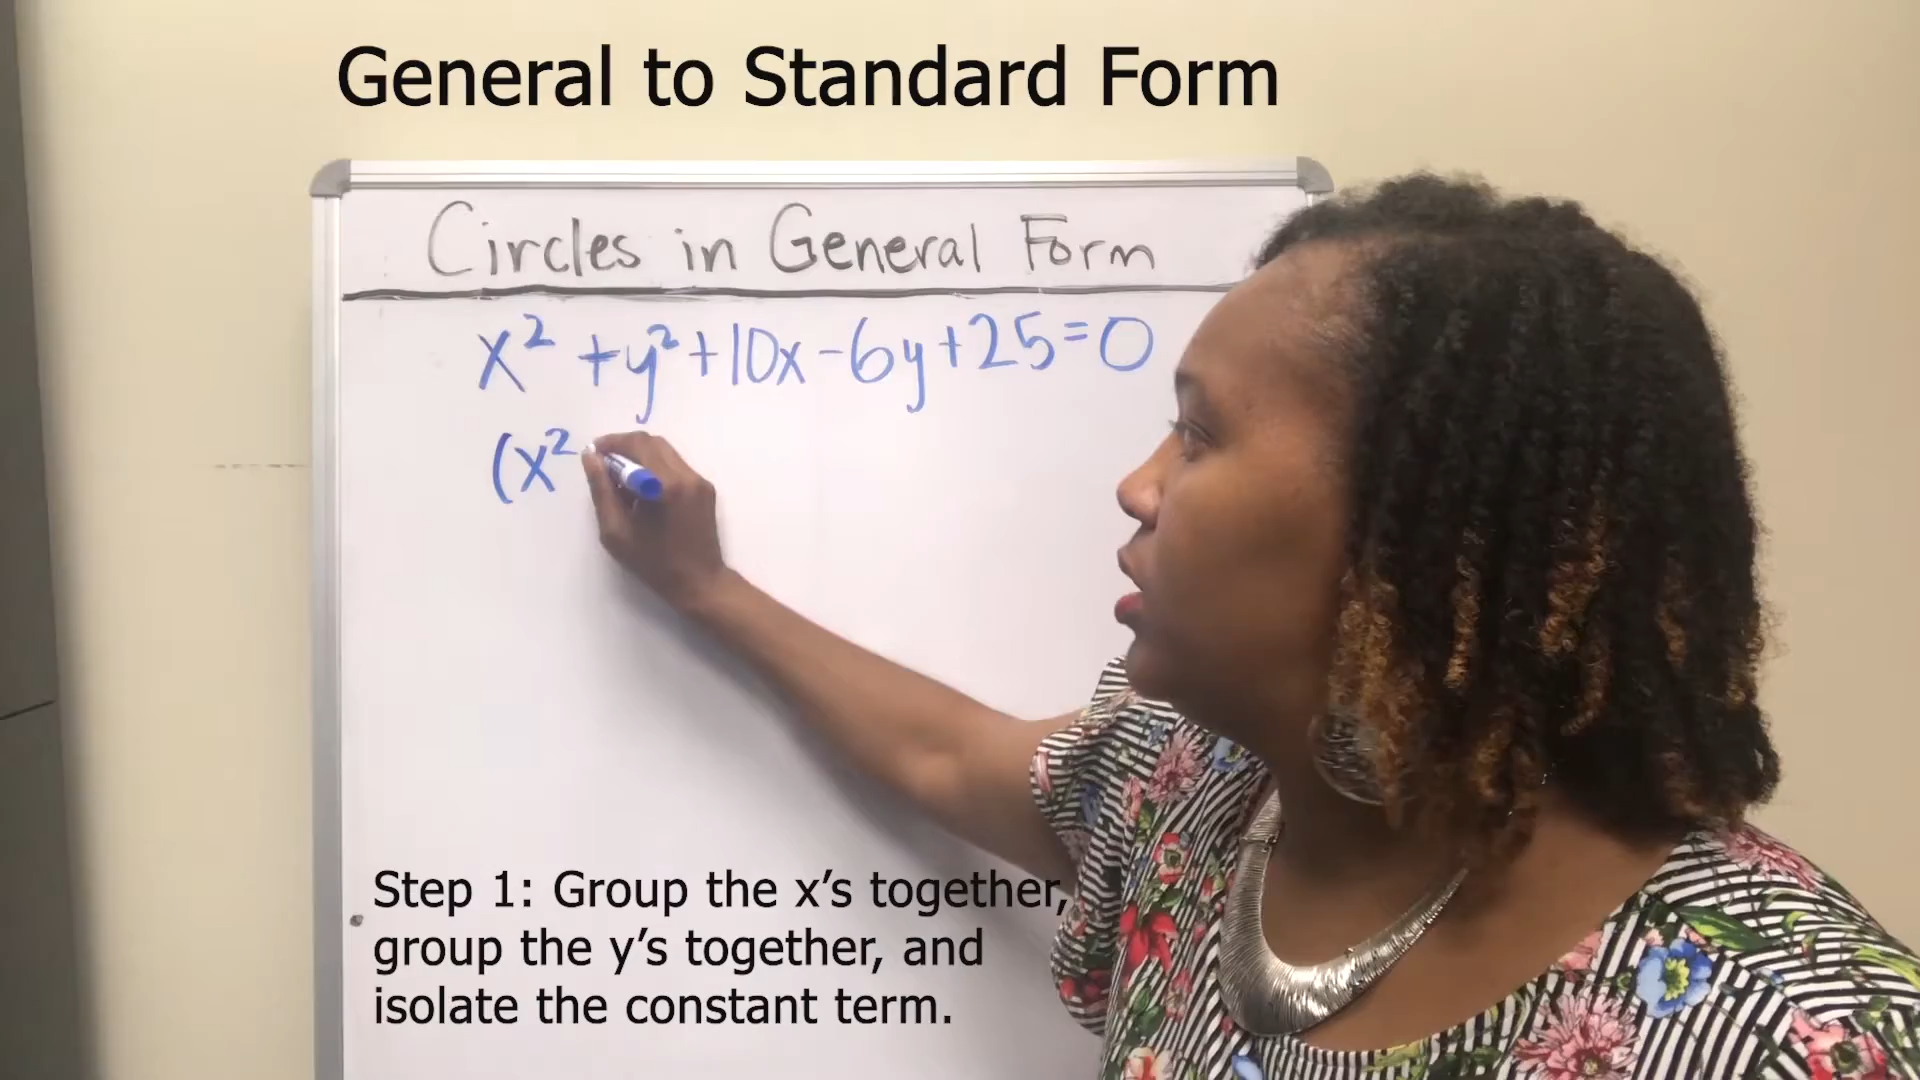 General to Standard Form
Circles in General Form
x² + y² + 10x - 6y + 25 = 0
(x²
Step 1: Group the x’s together,
group the y’s together, and
isolate the constant term.